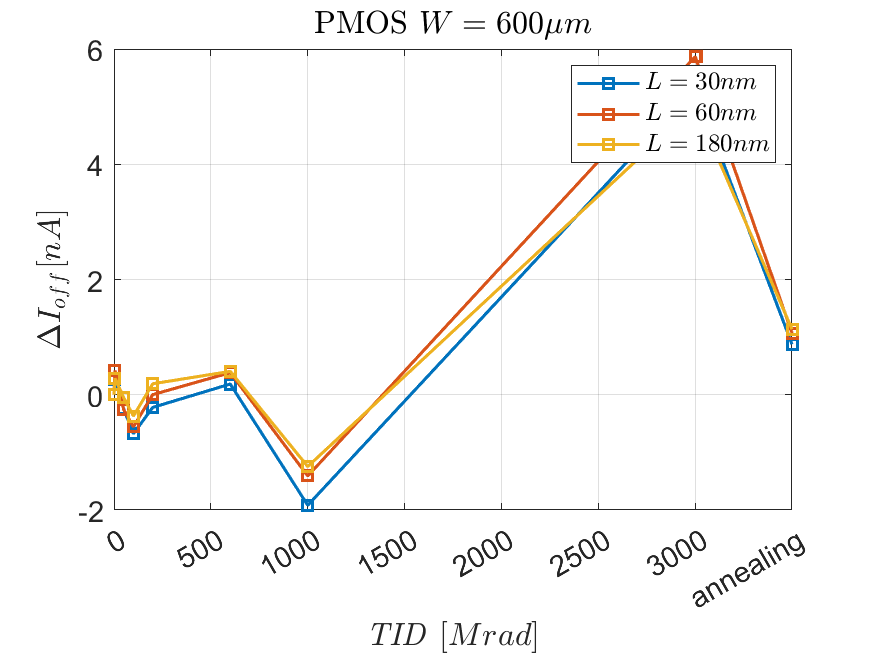 PMOS W = 600μm
6
4
2
0
-2
ΔI_off[nA]
L = 30nm
L = 60nm
L = 180nm
0
500
1000
1500
2000
2500
3000
annealing
TID [Mrad]